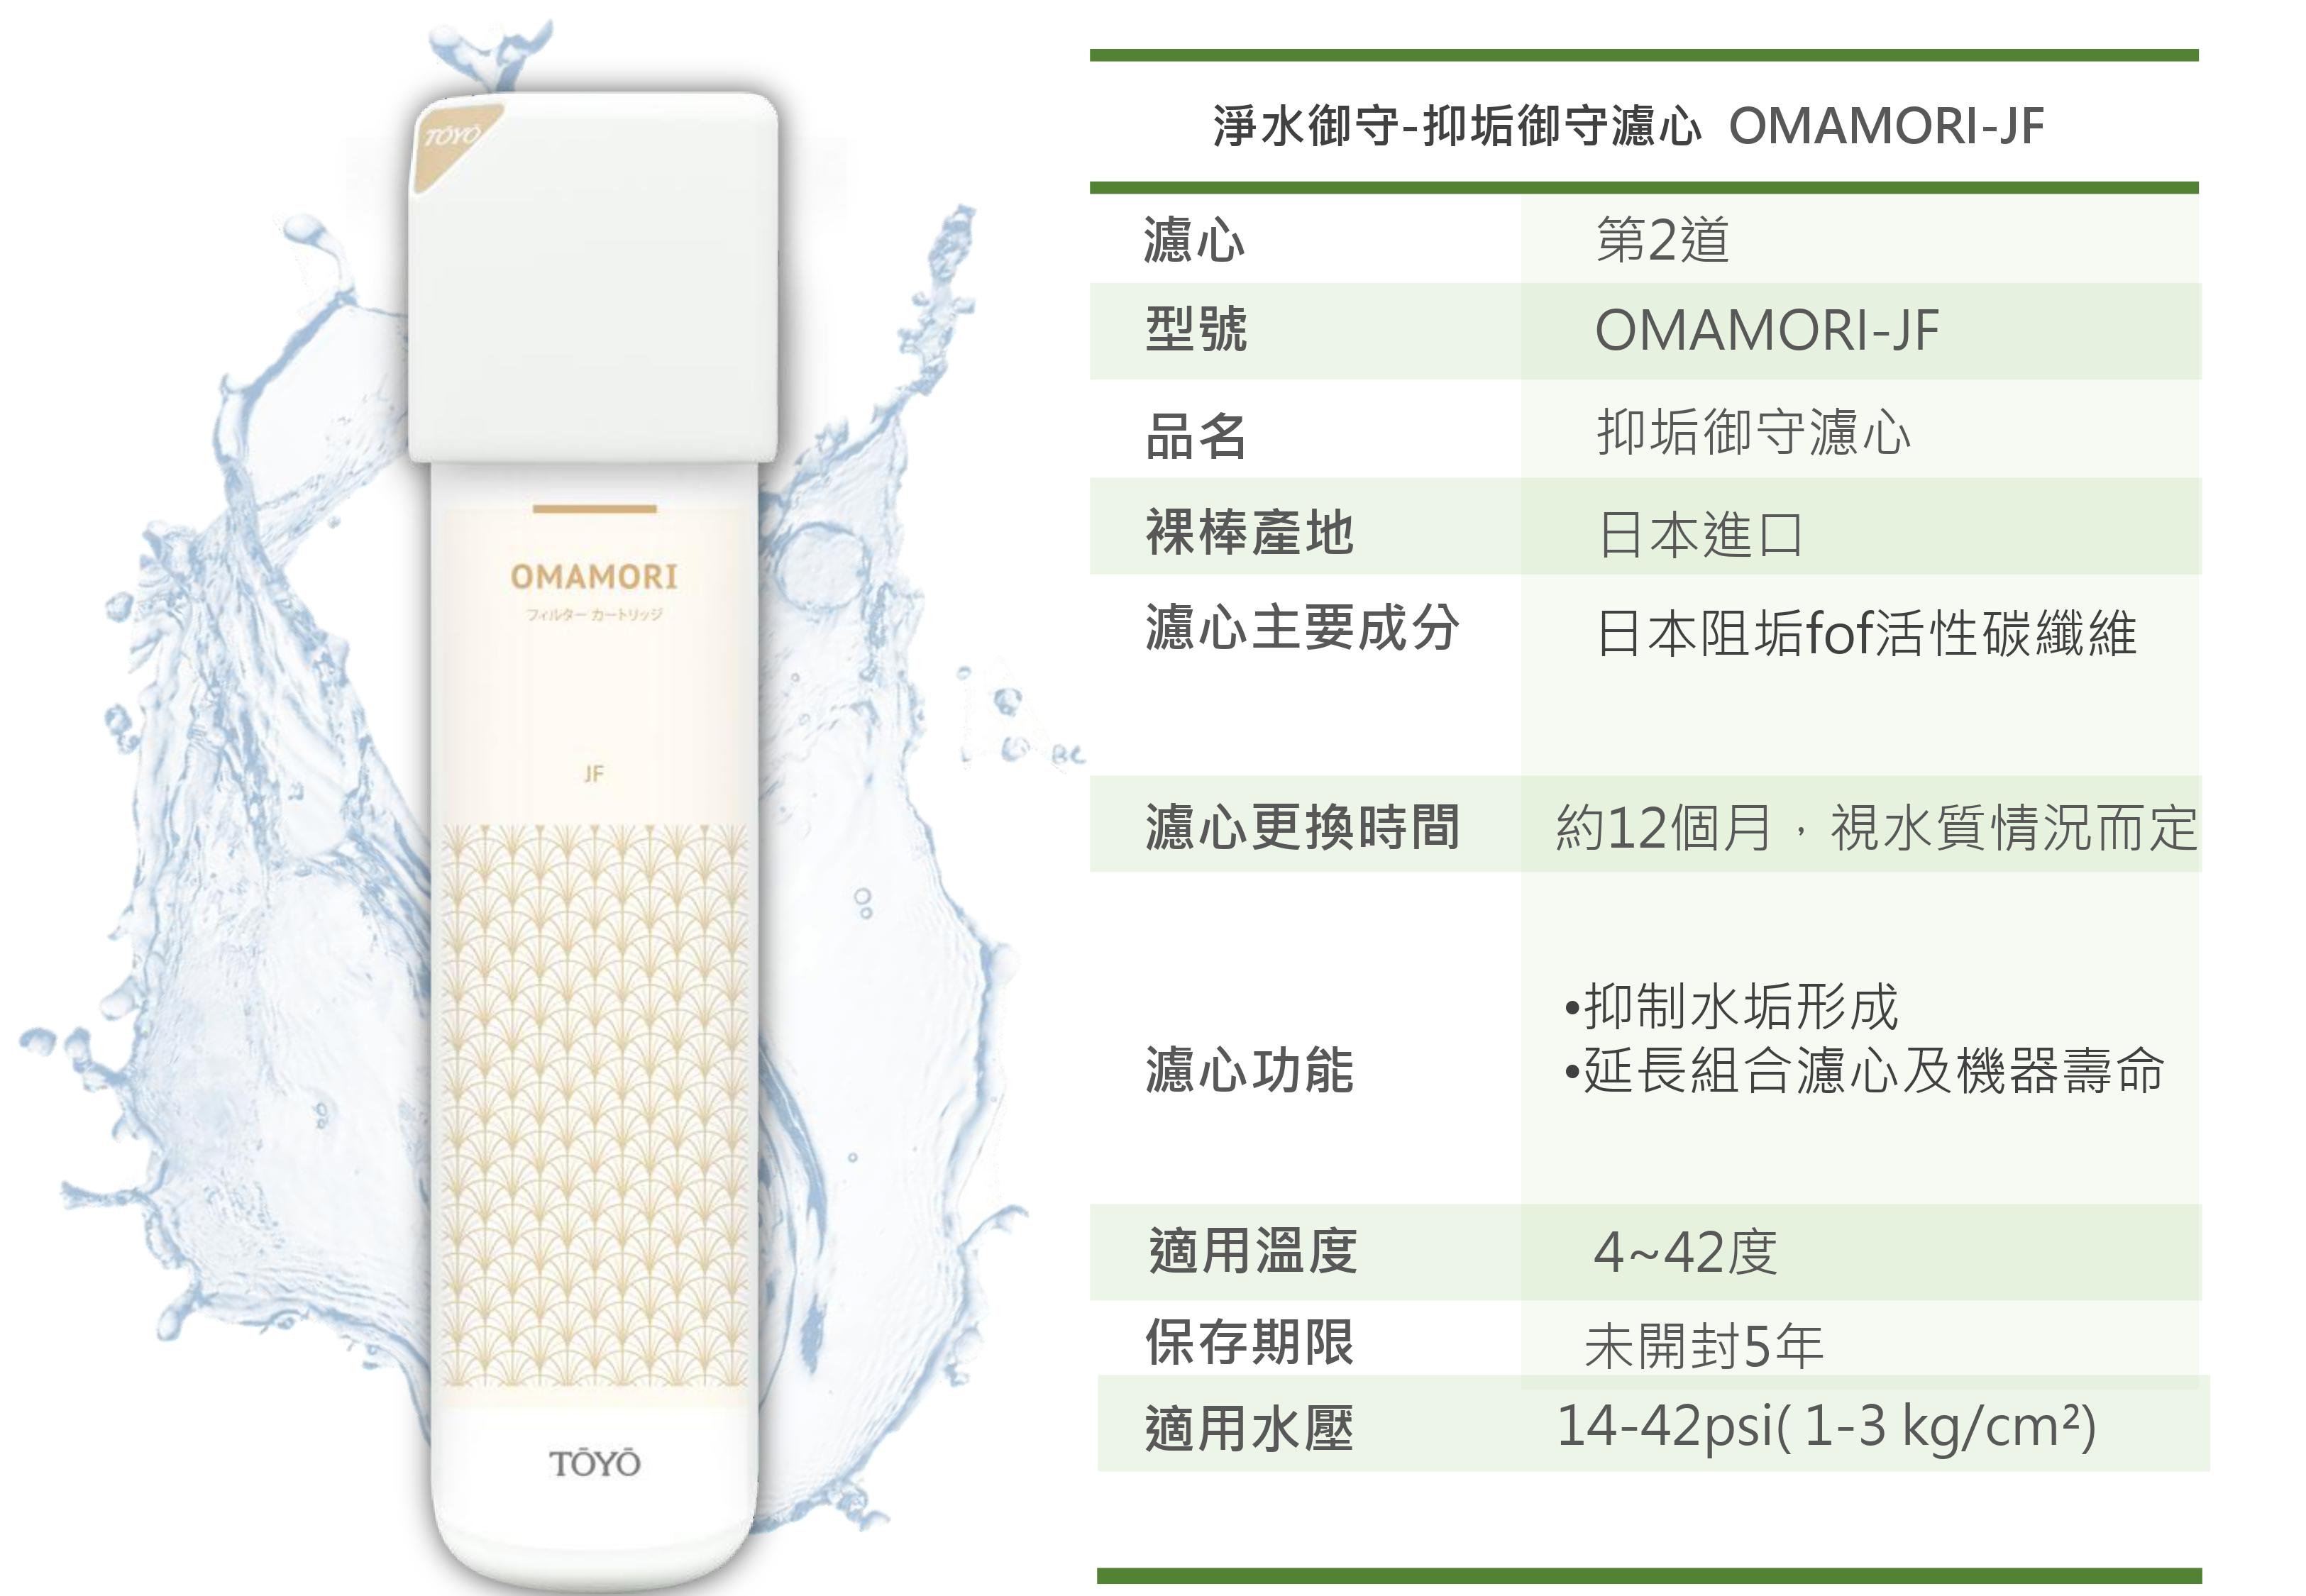 TŌYŌ
OMAMORI
フィルター カートリッジ
JF
TŌYŌ
淨水御守-抑垢御守濾心 OMAMORI-JF
濾心 第2道
型號 OMAMORI-JF
品名 抑垢御守濾心
裸棒產地 日本進口
濾心主要成分 日本阻垢fof活性碳纖維
濾心更換時間 約12個月，視水質情況而定
•抑制水垢形成
濾心功能
•延長組合濾心及機器壽命
適用溫度 4~42度
保存期限 未開封5年
適用水壓 14-42psi( 1-3 kg/cm²)